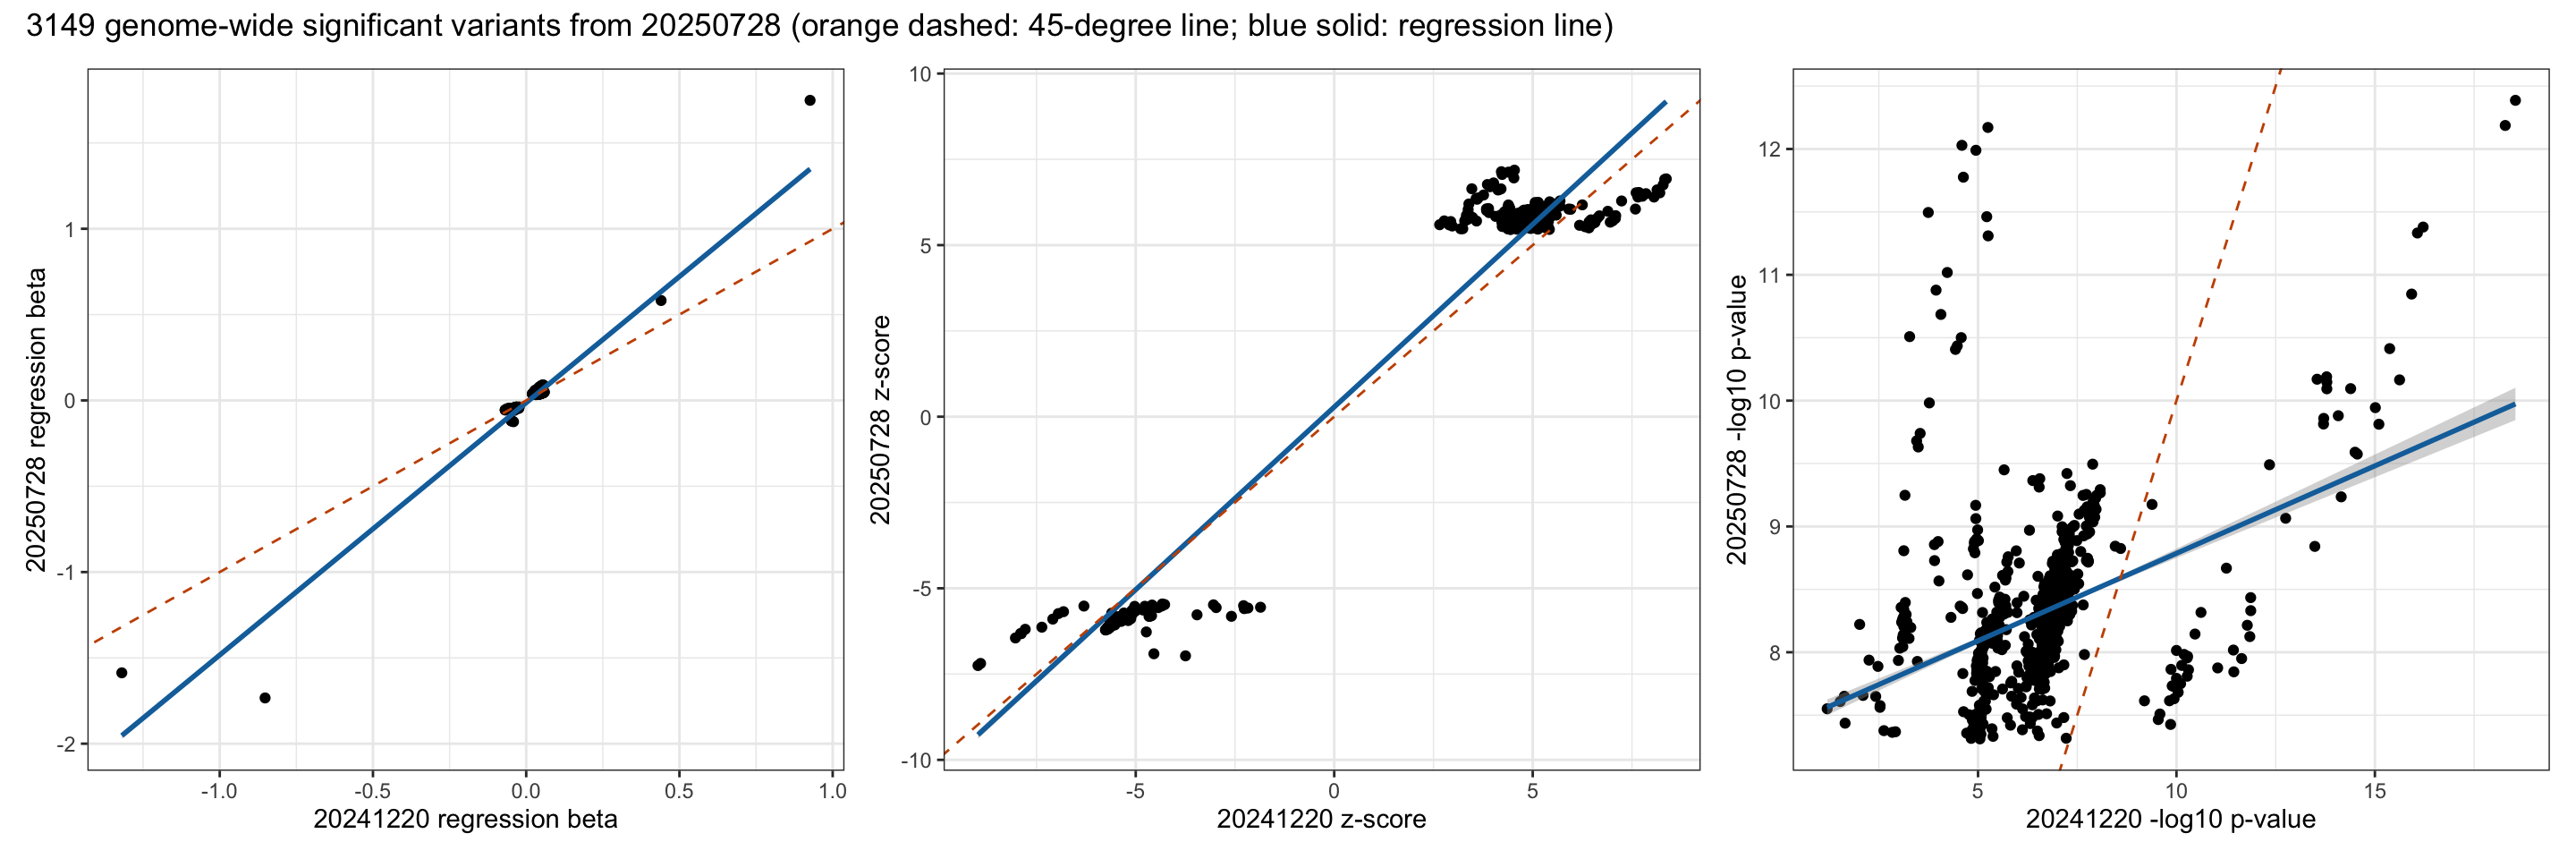 3149 genome-wide significant variants from 20250728 (orange dashed: 45-degree line; blue solid: regression line)
20250728 regression beta
1
0
-1
-2
-1.0 -0.5 0.0 0.5 1.0
20241220 regression beta
20250728 z-score
10
5
0
-5
-10
-5 0 5
20241220 z-score
20250728 -log10 p-value
12
11
10
9
8
5 10 15
20241220 -log10 p-value